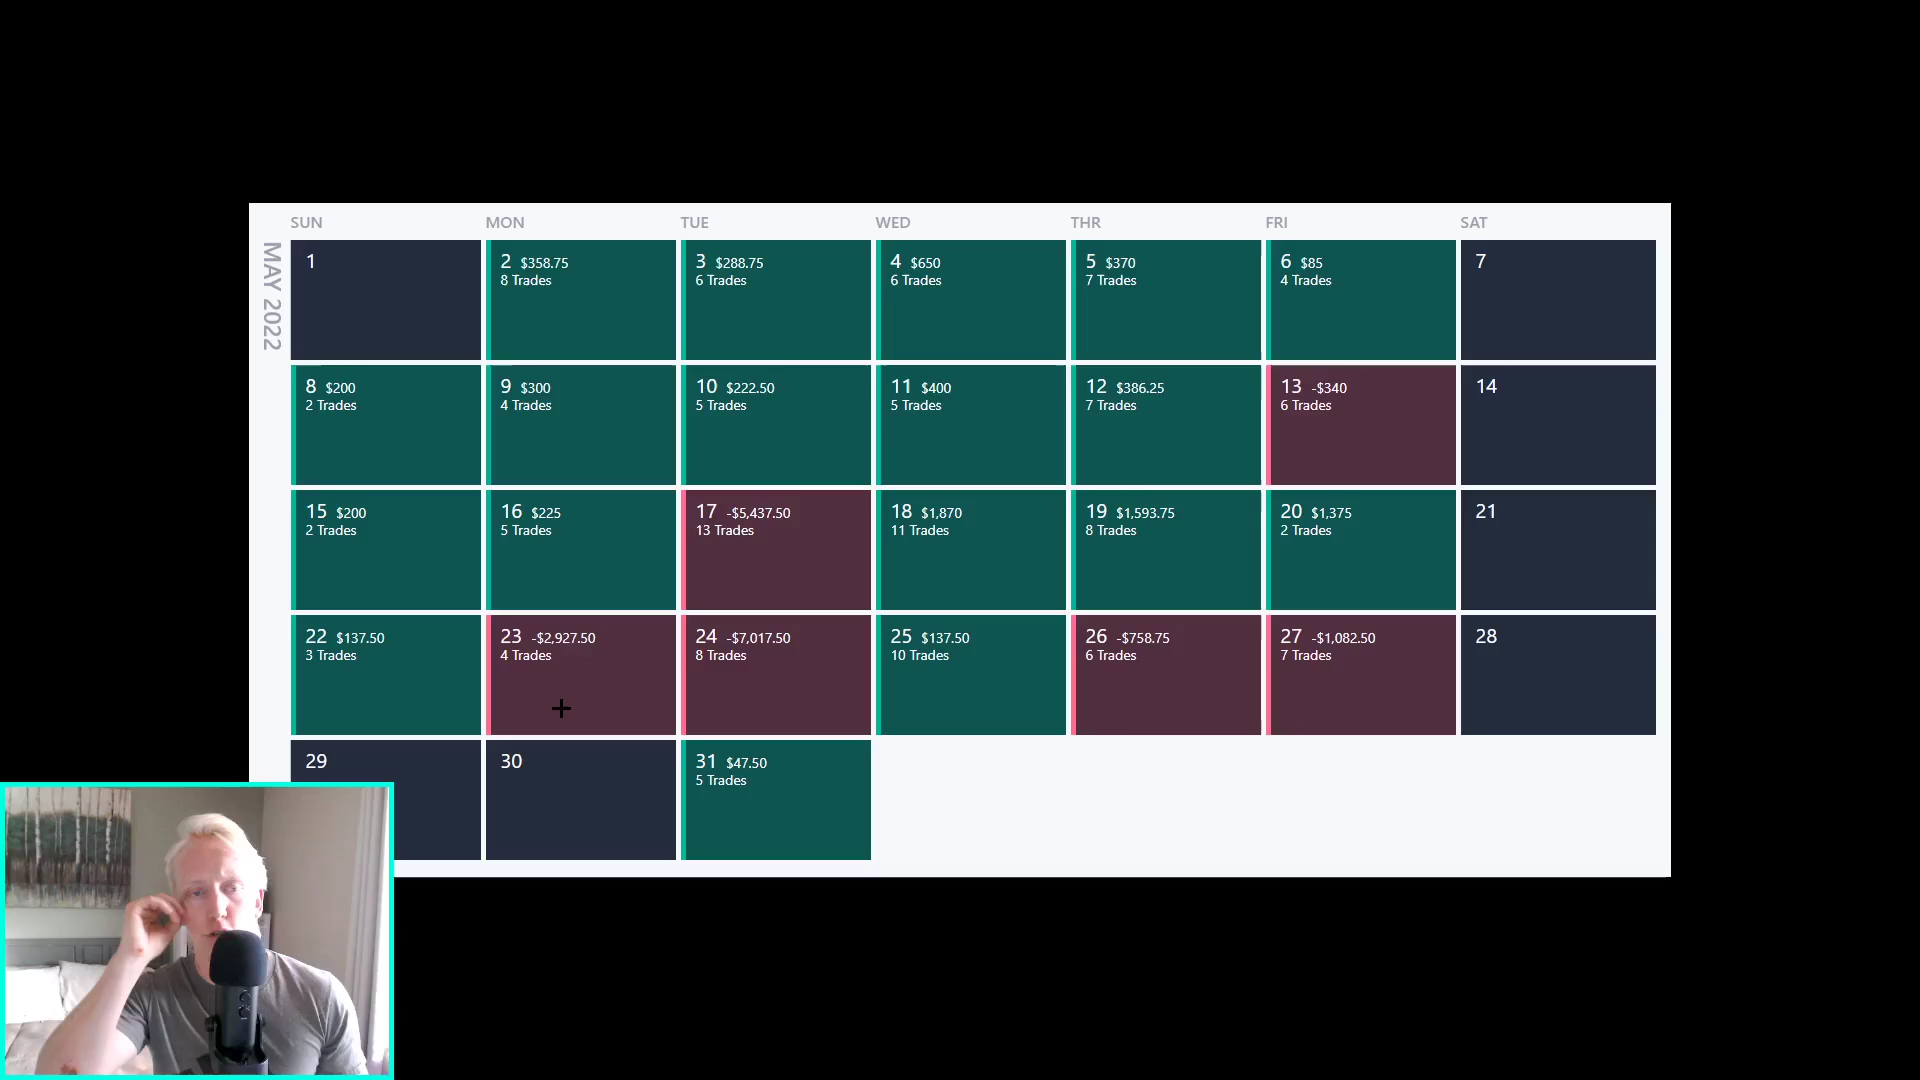 SUN MON TUE WED THR FRI SAT
MAY 2022
1
2 $358.75
8 Trades
3 $288.75
6 Trades
4 $650
6 Trades
5 $370
7 Trades
6 $85
4 Trades
7
8 $200
2 Trades
9 $300
4 Trades
10 $222.50
5 Trades
11 $400
5 Trades
12 $386.25
7 Trades
13 -$340
6 Trades
14
15 $200
2 Trades
16 $225
5 Trades
17 -$5,437.50
13 Trades
18 $1,870
11 Trades
19 $1,593.75
8 Trades
20 $1,375
2 Trades
21
22 $137.50
3 Trades
23 -$2,927.50
4 Trades
24 -$7,017.50
8 Trades
25 $137.50
10 Trades
26 -$758.75
6 Trades
27 -$1,082.50
7 Trades
28
29
30
31 $47.50
5 Trades